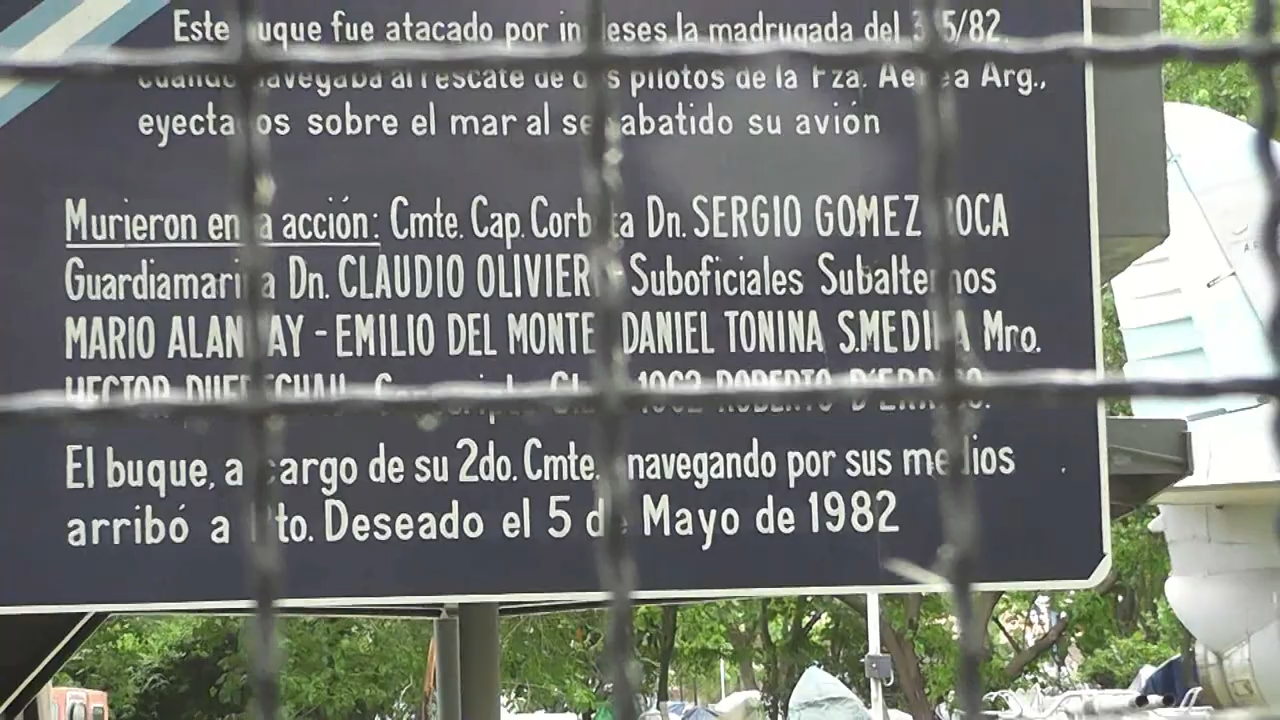 Este buque fue atacado por ingleses la madrugada del 3/5/82
cuando navegaba al rescate de dos pilotos de la Fza. Aerea Arg.,
eyectados sobre el mar al ser abatido su avión
Murieron en la acción: Cmte. Cap. Corbeta Dn. SERGIO GOMEZ ROCA
Guardiamarina Dn. CLAUDIO OLIVIERI Suboficiales Subalternos
MARIO ALANCAY - EMILIO DEL MONTE DANIEL TONINA S.MEDINA Mro.
HECTOR Conscripto Cl. 1962 ROBERTO D'ERRICO.
El buque, a cargo de su 2do. Cmte. navegando por sus medios
arribó a Pto. Deseado el 5 de Mayo de 1982